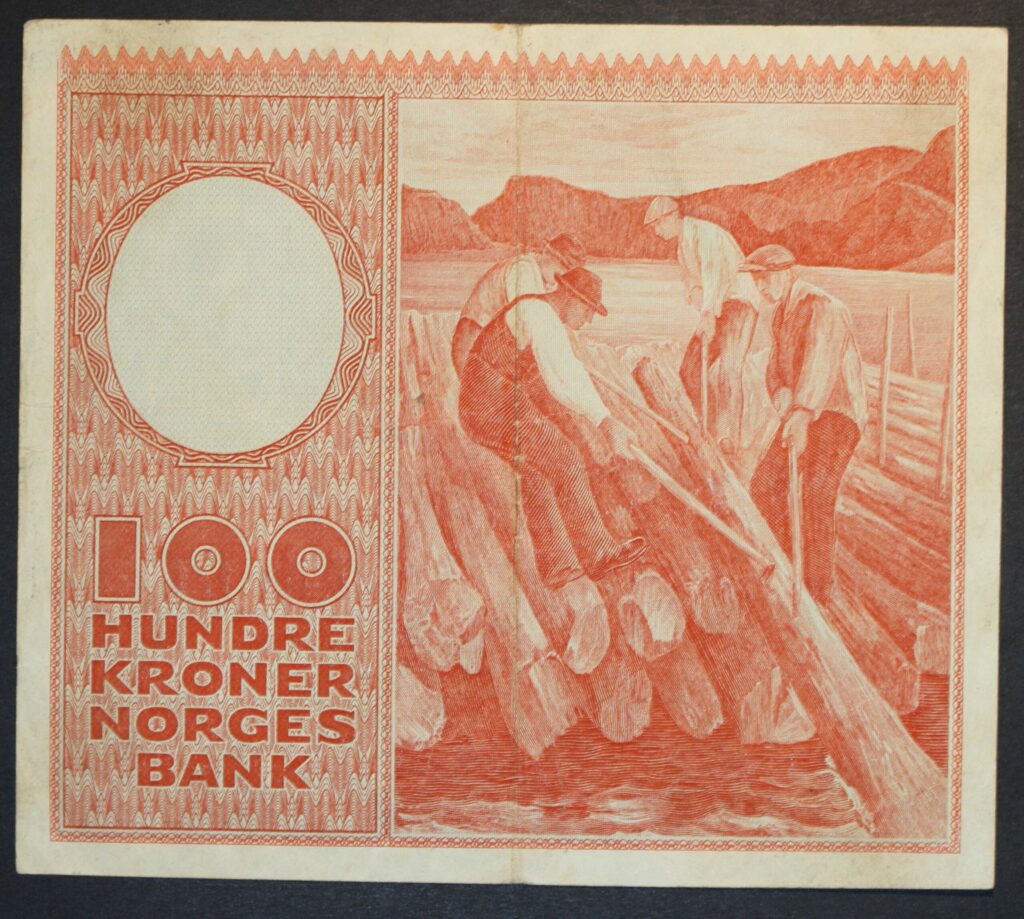 100
HUNDRE
KRONER
NORGES
BANK